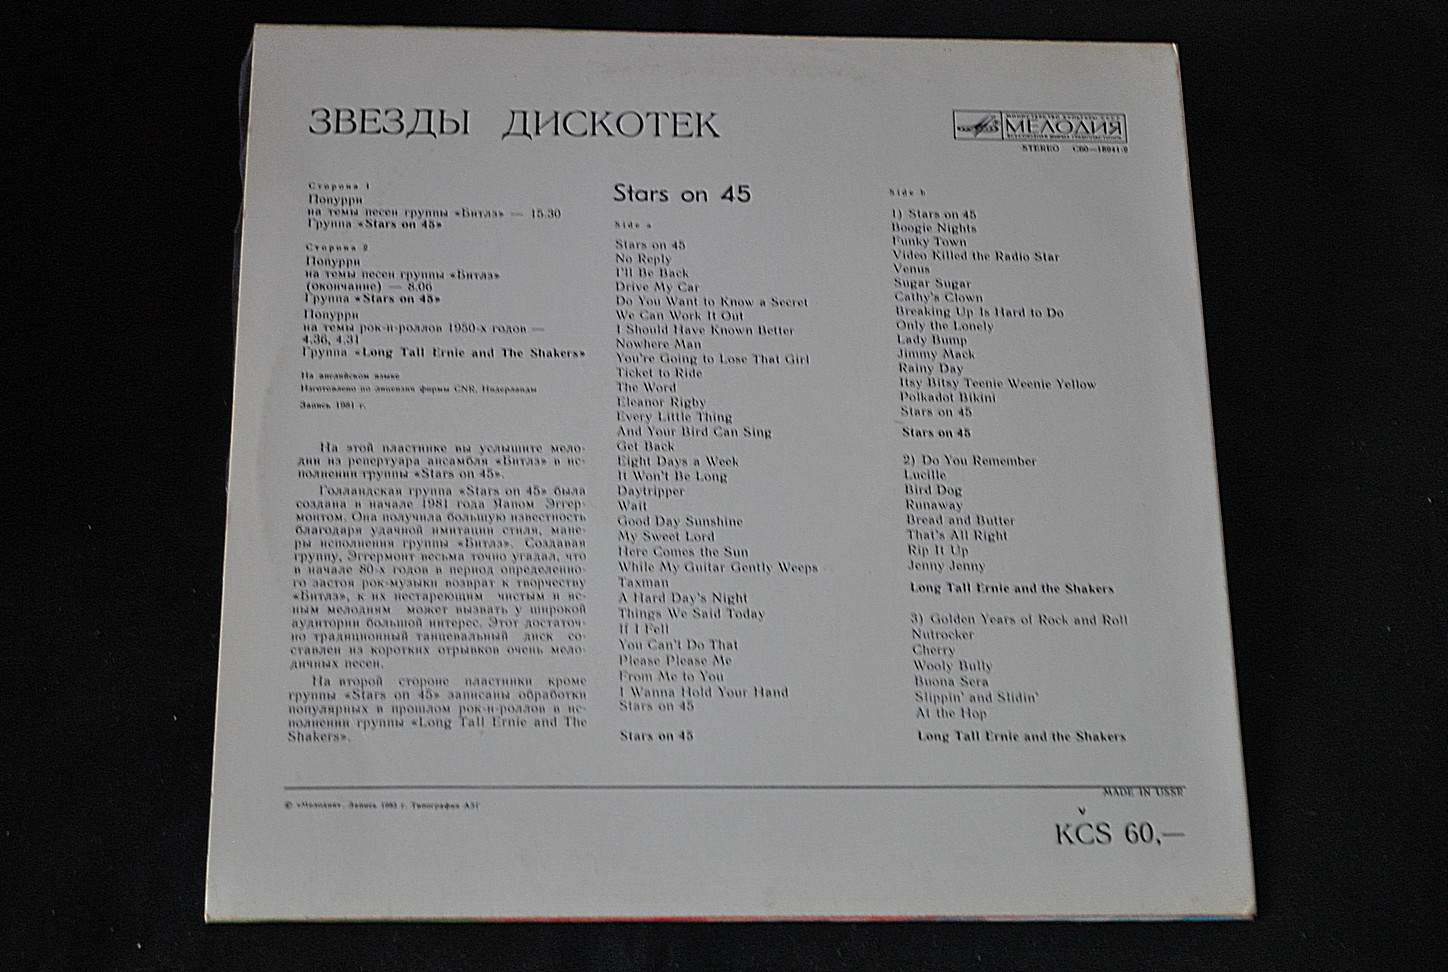 ЗВЕЗДЫ ДИСКОТЕК
МЕЛОДИЯ
STEREO С60—18941-2
Сторона 1
Попурри
на темы песен группы «Битлз» — 15.30
Группа «Stars on 45»
Сторона 2
Попурри
на темы песен группы «Битлз»
(окончание) — 8.06
Группа «Stars on 45»
Попурри
на темы рок-н-роллов 1950-х годов —
4.36, 4.31
Группа «Long Tall Ernie and The Shakers»
На английском языке
Изготовлено по лицензии фирмы CNR, Нидерланды
Запись 1981 г.
На этой пластинке вы услышите мело-
дии из репертуара ансамбля «Битлз» в ис-
полнении группы «Stars on 45».
Голландская группа «Stars on 45» была
создана в начале 1981 года Яапом Эггер-
монтом. Она получила большую известность
благодаря удачной имитации стиля, мане-
ры исполнения группы «Битлз». Создавая
группу, Эггермонт весьма точно угадал, что
в начале 80-х годов в период определенно-
го застоя рок-музыки возврат к творчеству
«Битлз», к их нестареющим чистым и яс-
ным мелодиям может вызвать у широкой
аудитории большой интерес. Этот достаточ-
но традиционный танцевальный диск со-
ставлен из коротких отрывков очень мело-
дичных песен.
На второй стороне пластинки кроме
группы «Stars on 45» записаны обработки
популярных в прошлом рок-н-роллов в ис-
полнении группы «Long Tall Ernie and The
Shakers».
Stars on 45
Side a
Stars on 45
No Reply
I'll Be Back
Drive My Car
Do You Want to Know a Secret
We Can Work It Out
I Should Have Known Better
Nowhere Man
You're Going to Lose That Girl
Ticket to Ride
The Word
Eleanor Rigby
Every Little Thing
And Your Bird Can Sing
Get Back
Eight Days a Week
It Won't Be Long
Daytripper
Wait
Good Day Sunshine
My Sweet Lord
Here Comes the Sun
While My Guitar Gently Weeps
Taxman
A Hard Day's Night
Things We Said Today
If I Fell
You Can't Do That
Please Please Me
From Me to You
I Wanna Hold Your Hand
Stars on 45
Stars on 45
Side b
1) Stars on 45
Boogie Nights
Funky Town
Video Killed the Radio Star
Venus
Sugar Sugar
Cathy's Clown
Breaking Up Is Hard to Do
Only the Lonely
Lady Bump
Jimmy Mack
Rainy Day
Itsy Bitsy Teenie Weenie Yellow
Polkadot Bikini
Stars on 45
Stars on 45
2) Do You Remember
Lucille
Bird Dog
Runaway
Bread and Butter
That's All Right
Rip It Up
Jenny Jenny
Long Tall Ernie and the Shakers
3) Golden Years of Rock and Roll
Nutrocker
Cherry
Wooly Bully
Buona Sera
Slippin' and Slidin'
At the Hop
Long Tall Ernie and the Shakers
© «Мелодия», Запись 1983 г. Типография АЗГ
MADE IN USSR
KČS 60,—